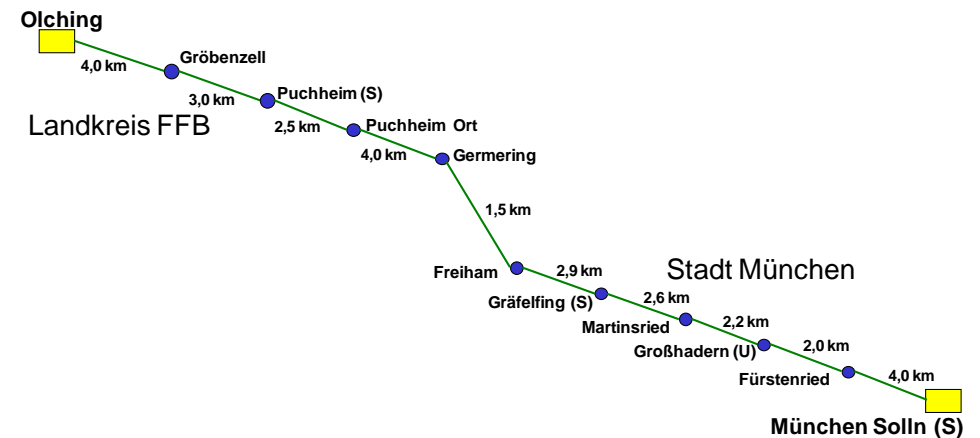 Olching
4,0 km
Gröbenzell
3,0 km
Puchheim (S)
Landkreis FFB
2,5 km
Puchheim Ort
4,0 km
Germering
1,5 km
Freiham
2,9 km
Stadt München
Gräfelfing (S)
2,6 km
Martinsried
2,2 km
Großhadern (U)
2,0 km
Fürstenried
4,0 km
München Solln (S)